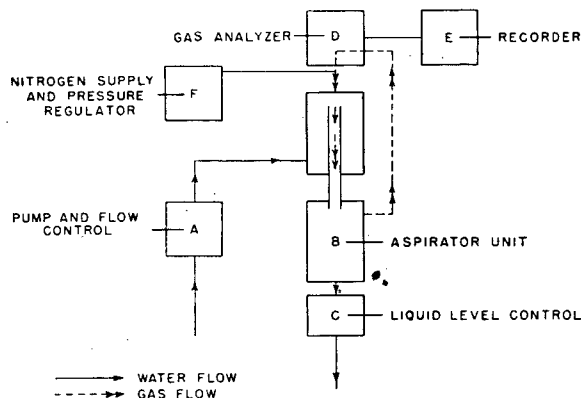 GAS ANALYZER
D
E
RECORDER
NITROGEN SUPPLY
AND PRESSURE
REGULATOR
F
PUMP AND FLOW
CONTROL
A
B
ASPIRATOR UNIT
C
LIQUID LEVEL CONTROL
WATER FLOW
GAS FLOW